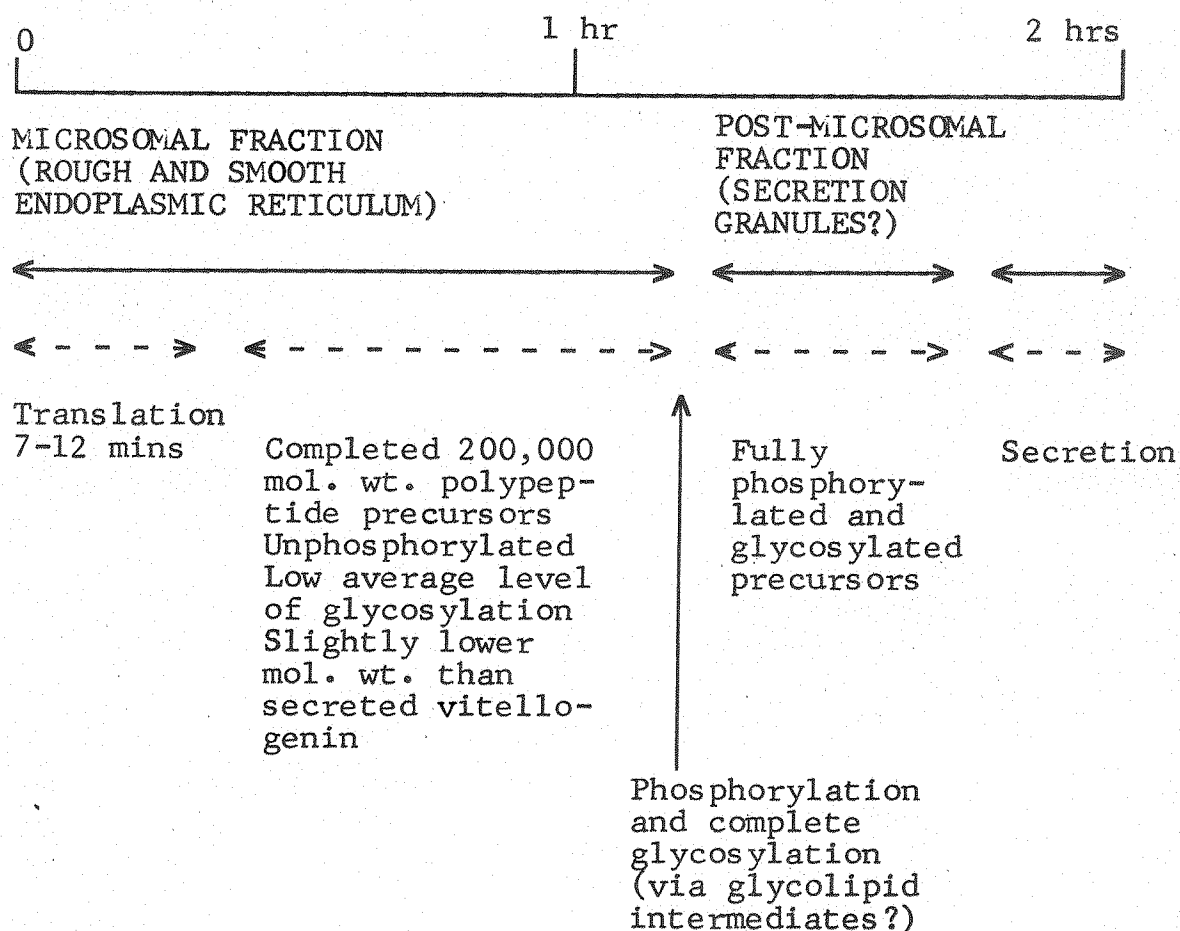 0 1 hr 2 hrs
MICROSOMAL FRACTION
(ROUGH AND SMOOTH
ENDOPLASMIC RETICULUM)
POST-MICROSOMAL
FRACTION
(SECRETION
GRANULES?)
Translation
7-12 mins
Completed 200,000
mol. wt. polypep-
tide precursors
Unphosphorylated
Low average level
of glycosylation
Slightly lower
mol. wt. than
secreted vitello-
genin
Phosphorylation
and complete
glycosylation
(via glycolipid
intermediates?)
Fully
phosphory-
lated and
glycosylated
precursors
Secretion